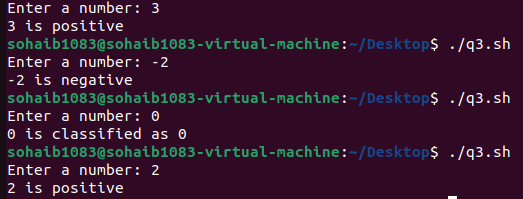 Enter a number: 3
3 is positive
sohaib1083@sohaib1083-virtual-machine:~/Desktop$ ./q3.sh
Enter a number: -2
-2 is negative
sohaib1083@sohaib1083-virtual-machine:~/Desktop$ ./q3.sh
Enter a number: 0
0 is classified as 0
sohaib1083@sohaib1083-virtual-machine:~/Desktop$ ./q3.sh
Enter a number: 2
2 is positive